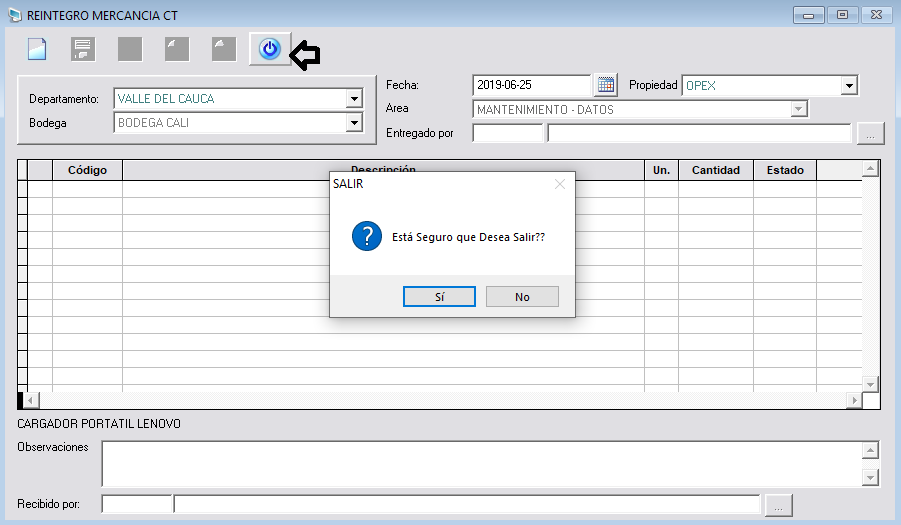 REINTEGRO MERCANCIA CT
Fecha: 2019-06-25 Propiedad OPEX
Departamento: VALLE DEL CAUCA
Area MANTENIMIENTO - DATOS
Bodega BODEGA CALI
Entregado por ...
Código Descripción Un. Cantidad Estado
SALIR
Está Seguro que Desea Salir??
Sí No
CARGADOR PORTATIL LENOVO
Observaciones
Recibido por: ...